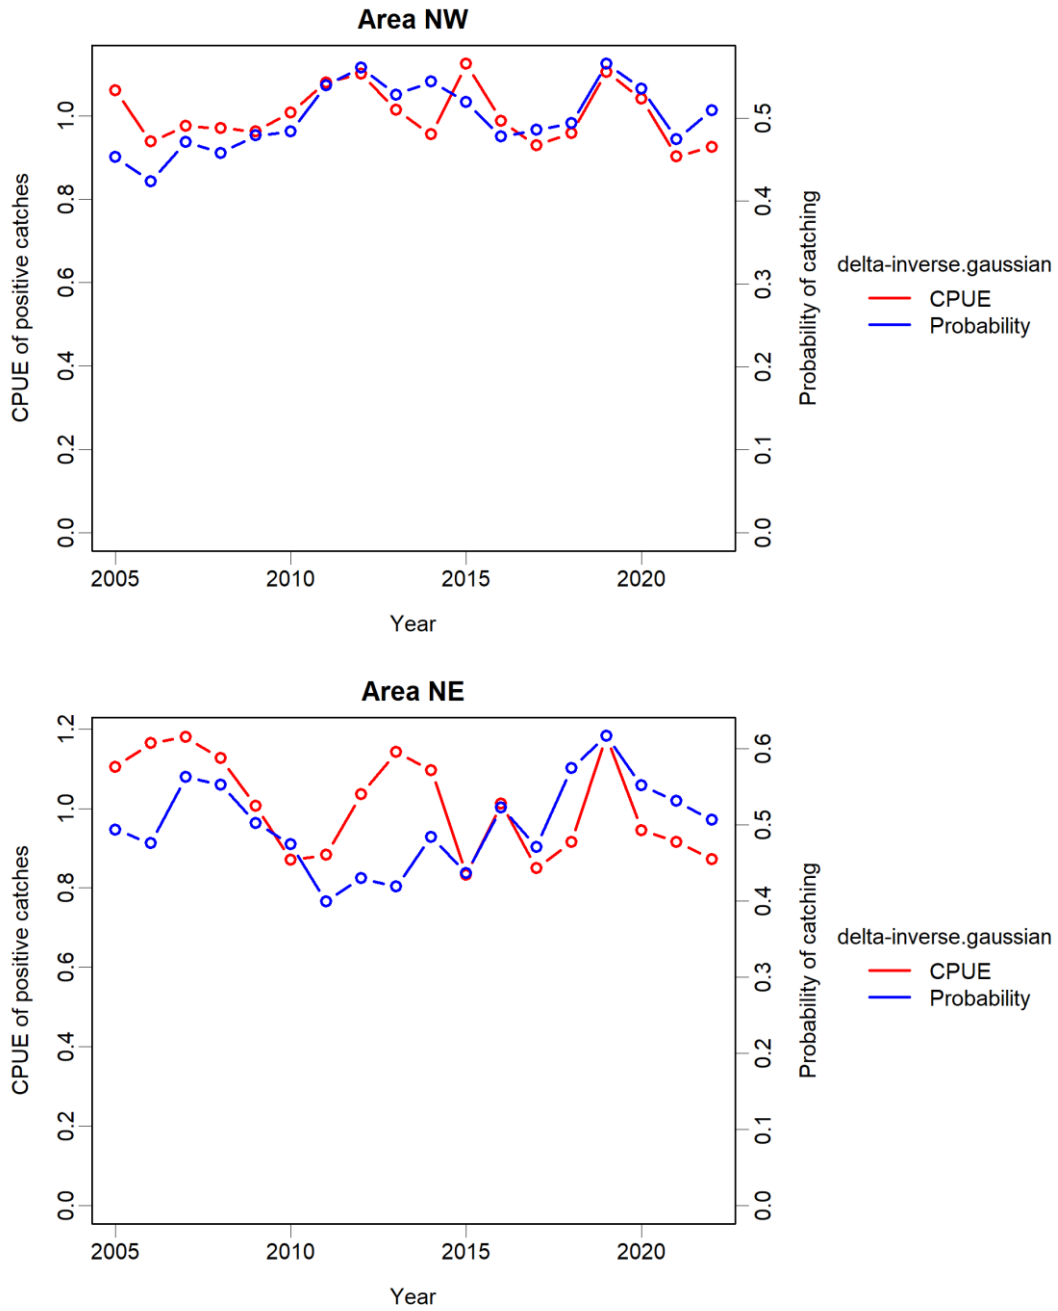 Area NW
CPUE of positive catches
0.0
0.2
0.4
0.6
0.8
1.0
2005
2010
2015
2020
Year
0.0
0.1
0.2
0.3
0.4
0.5
Probability of catching
delta-inverse.gaussian
CPUE
Probability
Area NE
CPUE of positive catches
0.0
0.2
0.4
0.6
0.8
1.0
1.2
2005
2010
2015
2020
Year
0.0
0.1
0.2
0.3
0.4
0.5
0.6
Probability of catching
delta-inverse.gaussian
CPUE
Probability